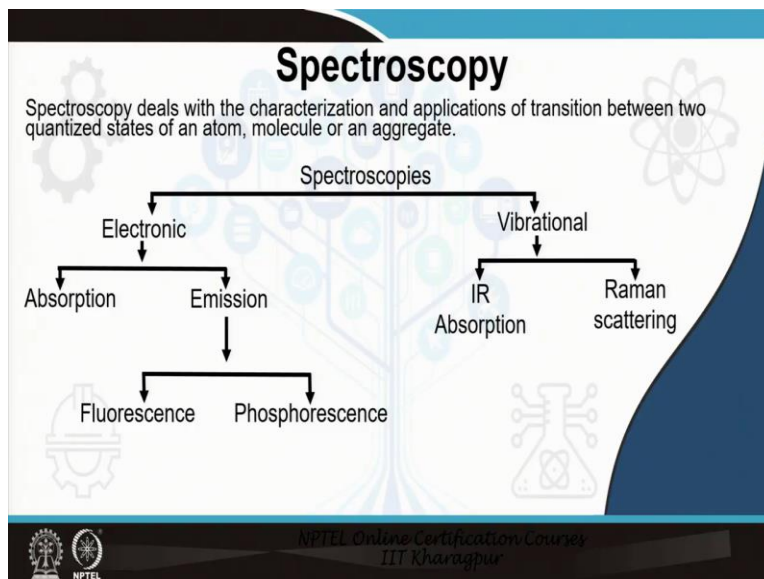 Spectroscopy
Spectroscopy deals with the characterization and applications of transition between two
quantized states of an atom, molecule or an aggregate.
Spectroscopies
Electronic
Vibrational
Absorption
Emission
IR
Absorption
Raman
scattering
Fluorescence
Phosphorescence
NPTEL Online Certification Courses
IIT Kharagpur
NPTEL